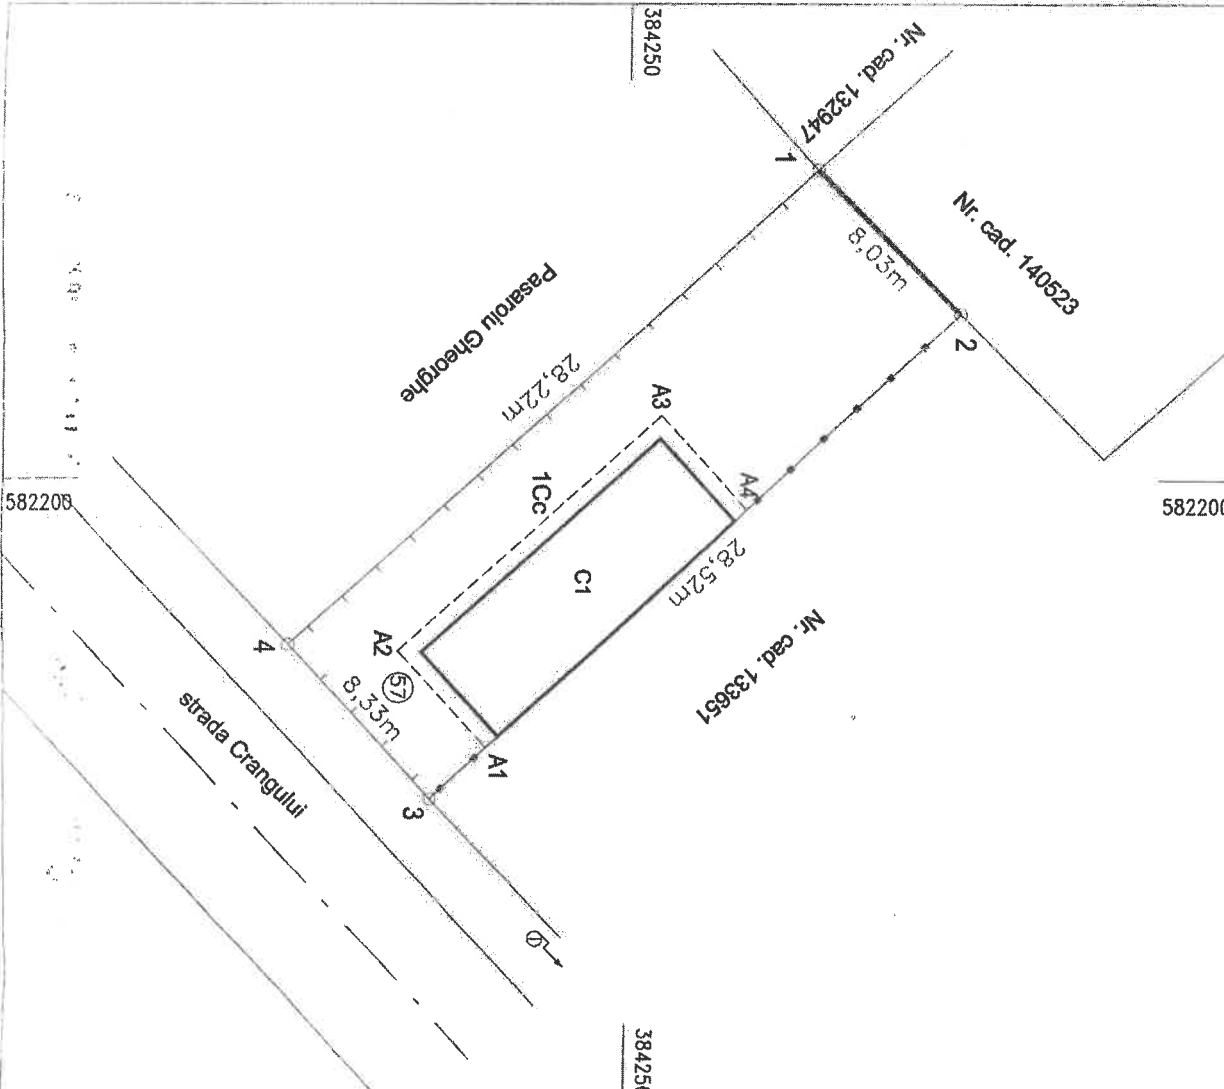 384250
Nr. cad. 132947
1
Nr. cad. 140523
8,03m
2
Pasaroiu Gheorghe
28,22m
A3
A4
1Cc
582200
582200
28,52m
C1
Nr. cad. 133651
4
A2
57
8,33m
strada Crangului
A1
3
384250